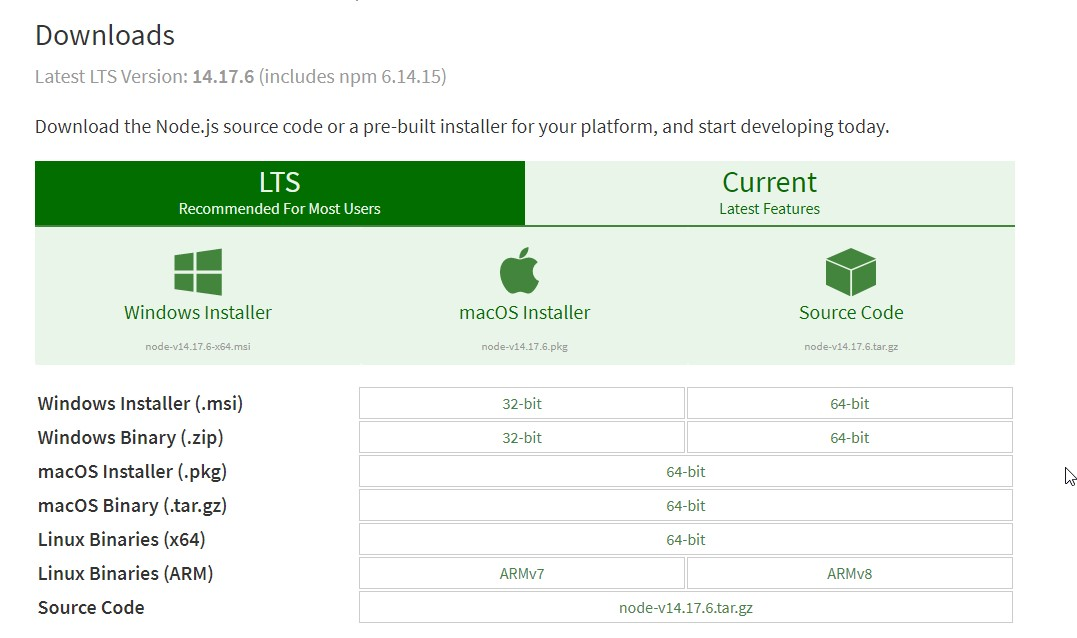 Downloads
Latest LTS Version: 14.17.6 (includes npm 6.14.15)
Download the Node.js source code or a pre-built installer for your platform, and start developing today.
LTS
Recommended For Most Users
Current
Latest Features
Windows Installer
node-v14.17.6-x64.msi
macOS Installer
node-v14.17.6.pkg
Source Code
node-v14.17.6.tar.gz
Windows Installer (.msi) 32-bit 64-bit
Windows Binary (.zip) 32-bit 64-bit
macOS Installer (.pkg) 64-bit
macOS Binary (.tar.gz) 64-bit
Linux Binaries (x64) 64-bit
Linux Binaries (ARM) ARMv7 ARMv8
Source Code node-v14.17.6.tar.gz